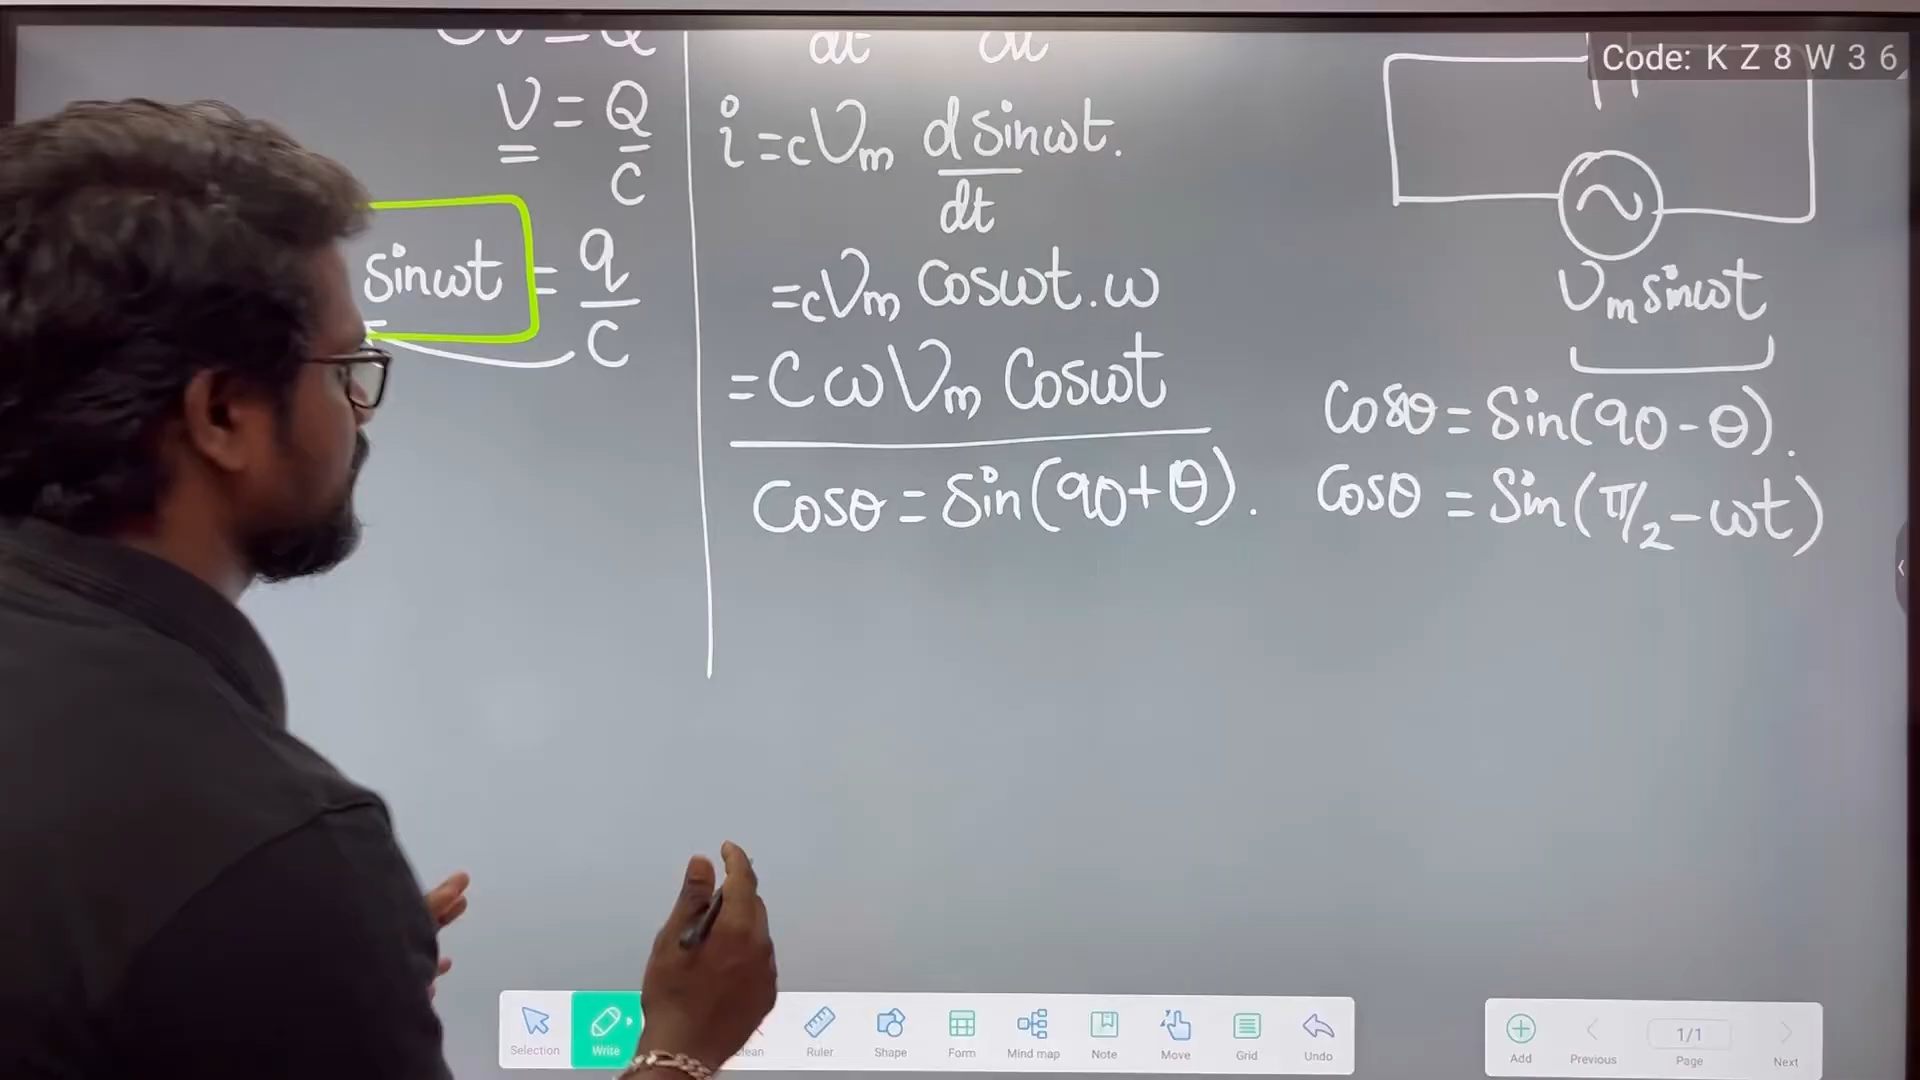 V = Q
C
sinωt = q
C
i = cVm d sinωt.
dt
= cVm Cosωt . ω
= C ω Vm Cosωt
Cosθ = Sin(90+θ).
Code: K Z 8 W 3 6
Vm sinωt
Cosθ = Sin(90 - θ).
Cosθ = Sin(π/2 - ωt)
Selection
Write
Ruler
Shape
Form
Mind map
Note
Move
Grid
Undo
Add
Previous
1/1
Page
Next